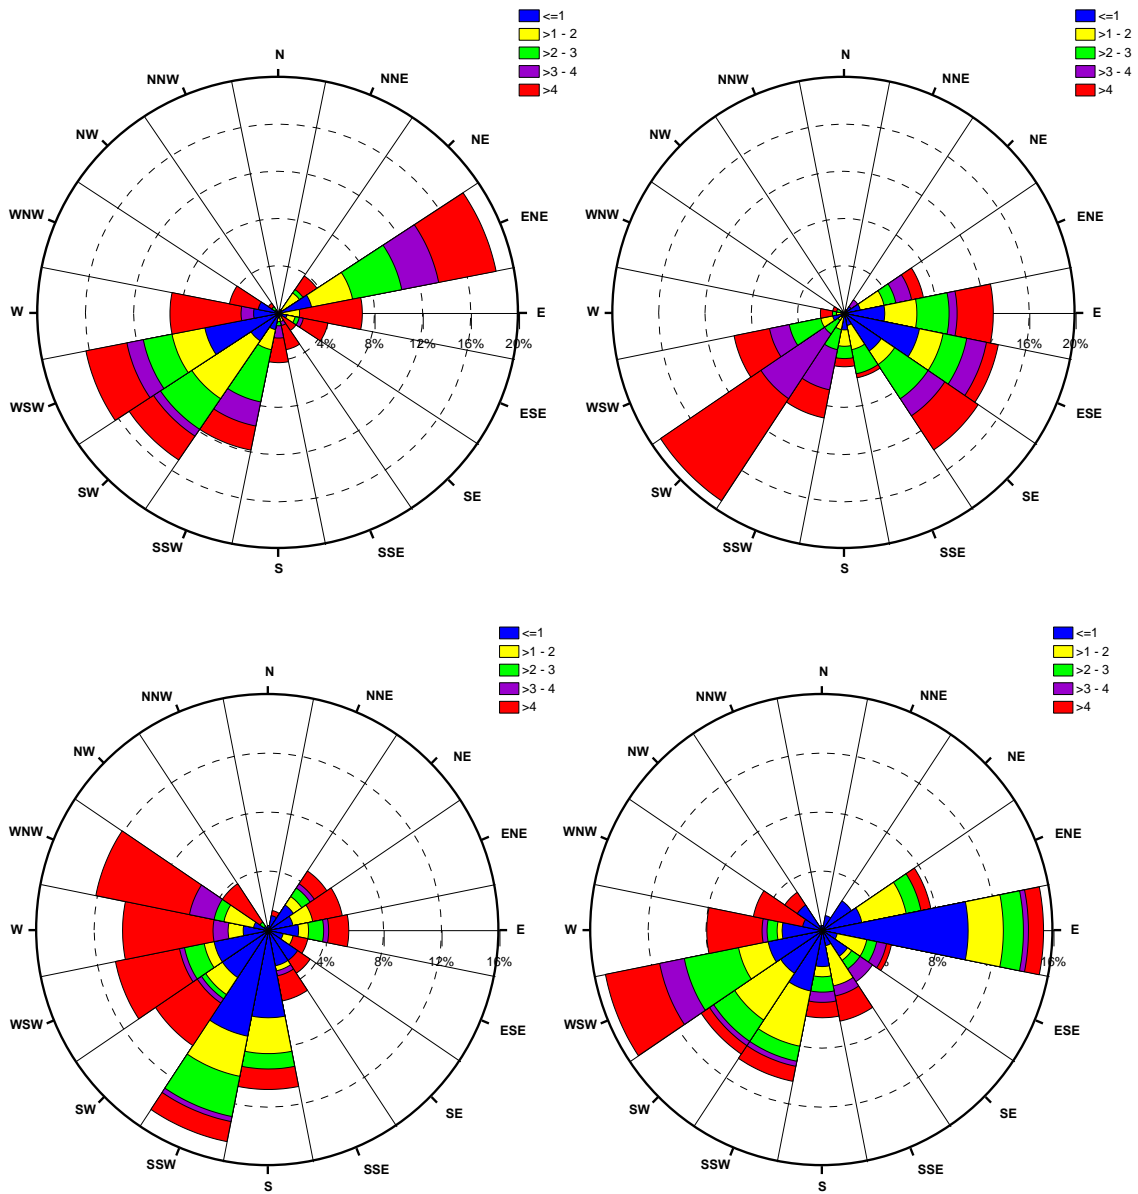 <=1
>1 - 2
>2 - 3
>3 - 4
>4
N
NNE
NE
ENE
E
ESE
SE
SSE
S
SSW
SW
WSW
W
WNW
NW
NNW
4%
8%
12%
16%
20%
<=1
>1 - 2
>2 - 3
>3 - 4
>4
N
NNE
NE
ENE
E
ESE
SE
SSE
S
SSW
SW
WSW
W
WNW
NW
NNW
16%
20%
<=1
>1 - 2
>2 - 3
>3 - 4
>4
N
NNE
NE
ENE
E
ESE
SE
SSE
S
SSW
SW
WSW
W
WNW
NW
NNW
4%
8%
12%
16%
<=1
>1 - 2
>2 - 3
>3 - 4
>4
N
NNE
NE
ENE
E
ESE
SE
SSE
S
SSW
SW
WSW
W
WNW
NW
NNW
8%
16%